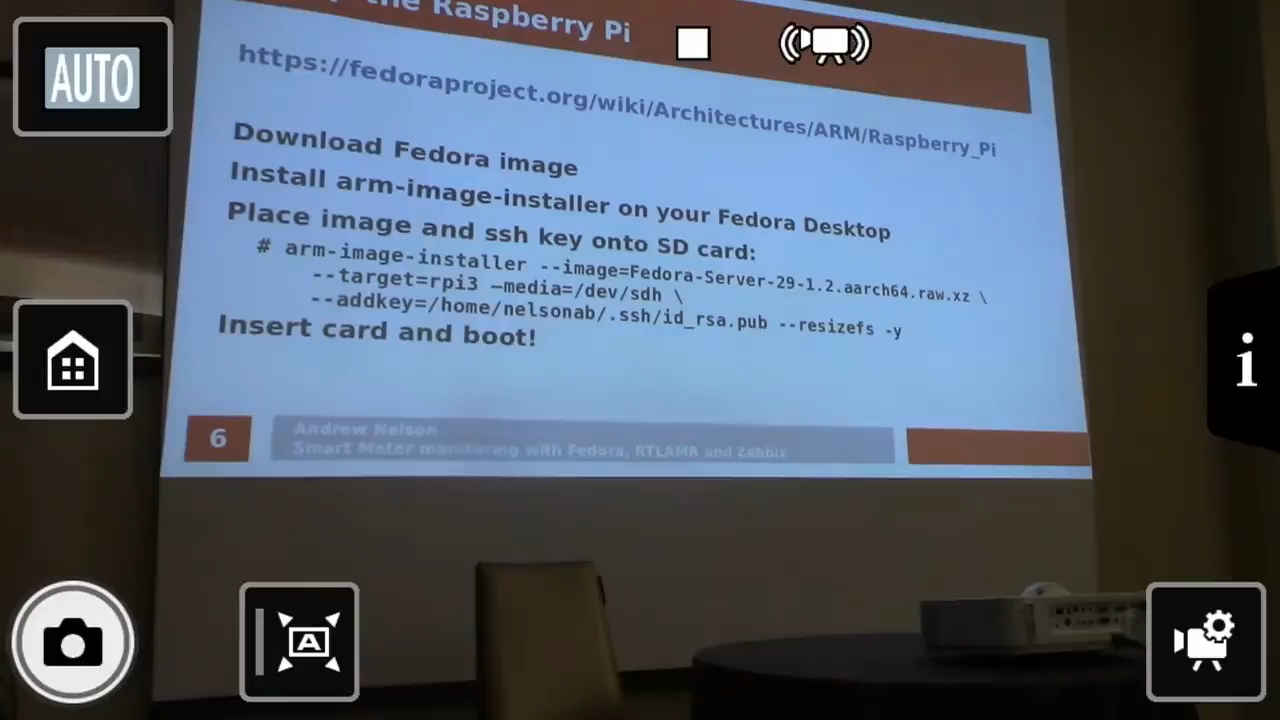 the Raspberry Pi
https://fedoraproject.org/wiki/Architectures/ARM/Raspberry_Pi
Download Fedora image
Install arm-image-installer on your Fedora Desktop
Place image and ssh key onto SD card:
# arm-image-installer --image=Fedora-Server-29-1.2.aarch64.raw.xz \
--target=rpi3 –media=/dev/sdh \
--addkey=/home/nelsonab/.ssh/id_rsa.pub --resizefs -y
Insert card and boot!
6
Andrew Nelson
Smart Meter monitoring with Fedora, RTLAMR and Zabbix
AUTO
i
A